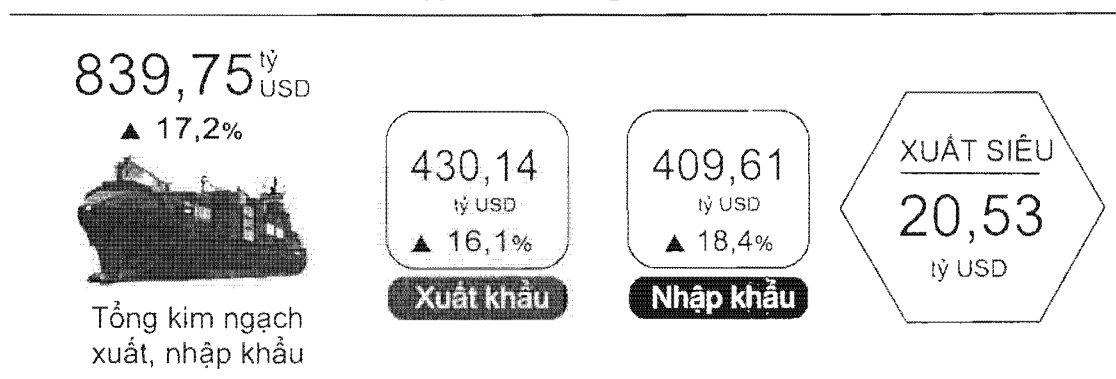 839,75 tỷ USD
▲ 17,2%
Tổng kim ngạch
xuất, nhập khẩu
430,14
tỷ USD
▲ 16,1%
Xuất khẩu
409,61
tỷ USD
▲ 18,4%
Nhập khẩu
XUẤT SIÊU
20,53
tỷ USD